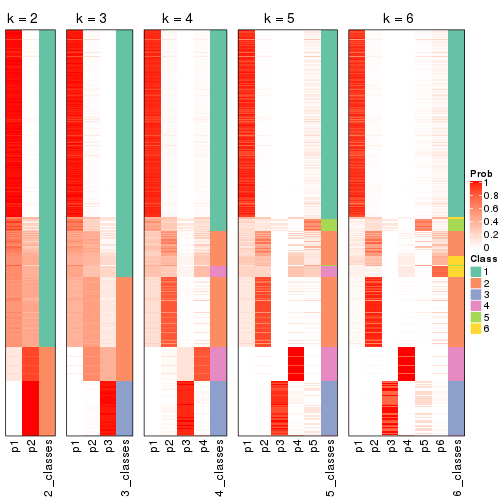 k = 2
k = 3
k = 4
k = 5
k = 6
p1
p2
2_classes
p1
p2
p3
3_classes
p1
p2
p3
p4
4_classes
p1
p2
p3
p4
p5
5_classes
p1
p2
p3
p4
p5
p6
6_classes
Prob
1
0.8
0.6
0.4
0.2
0
Class
1
2
3
4
5
6